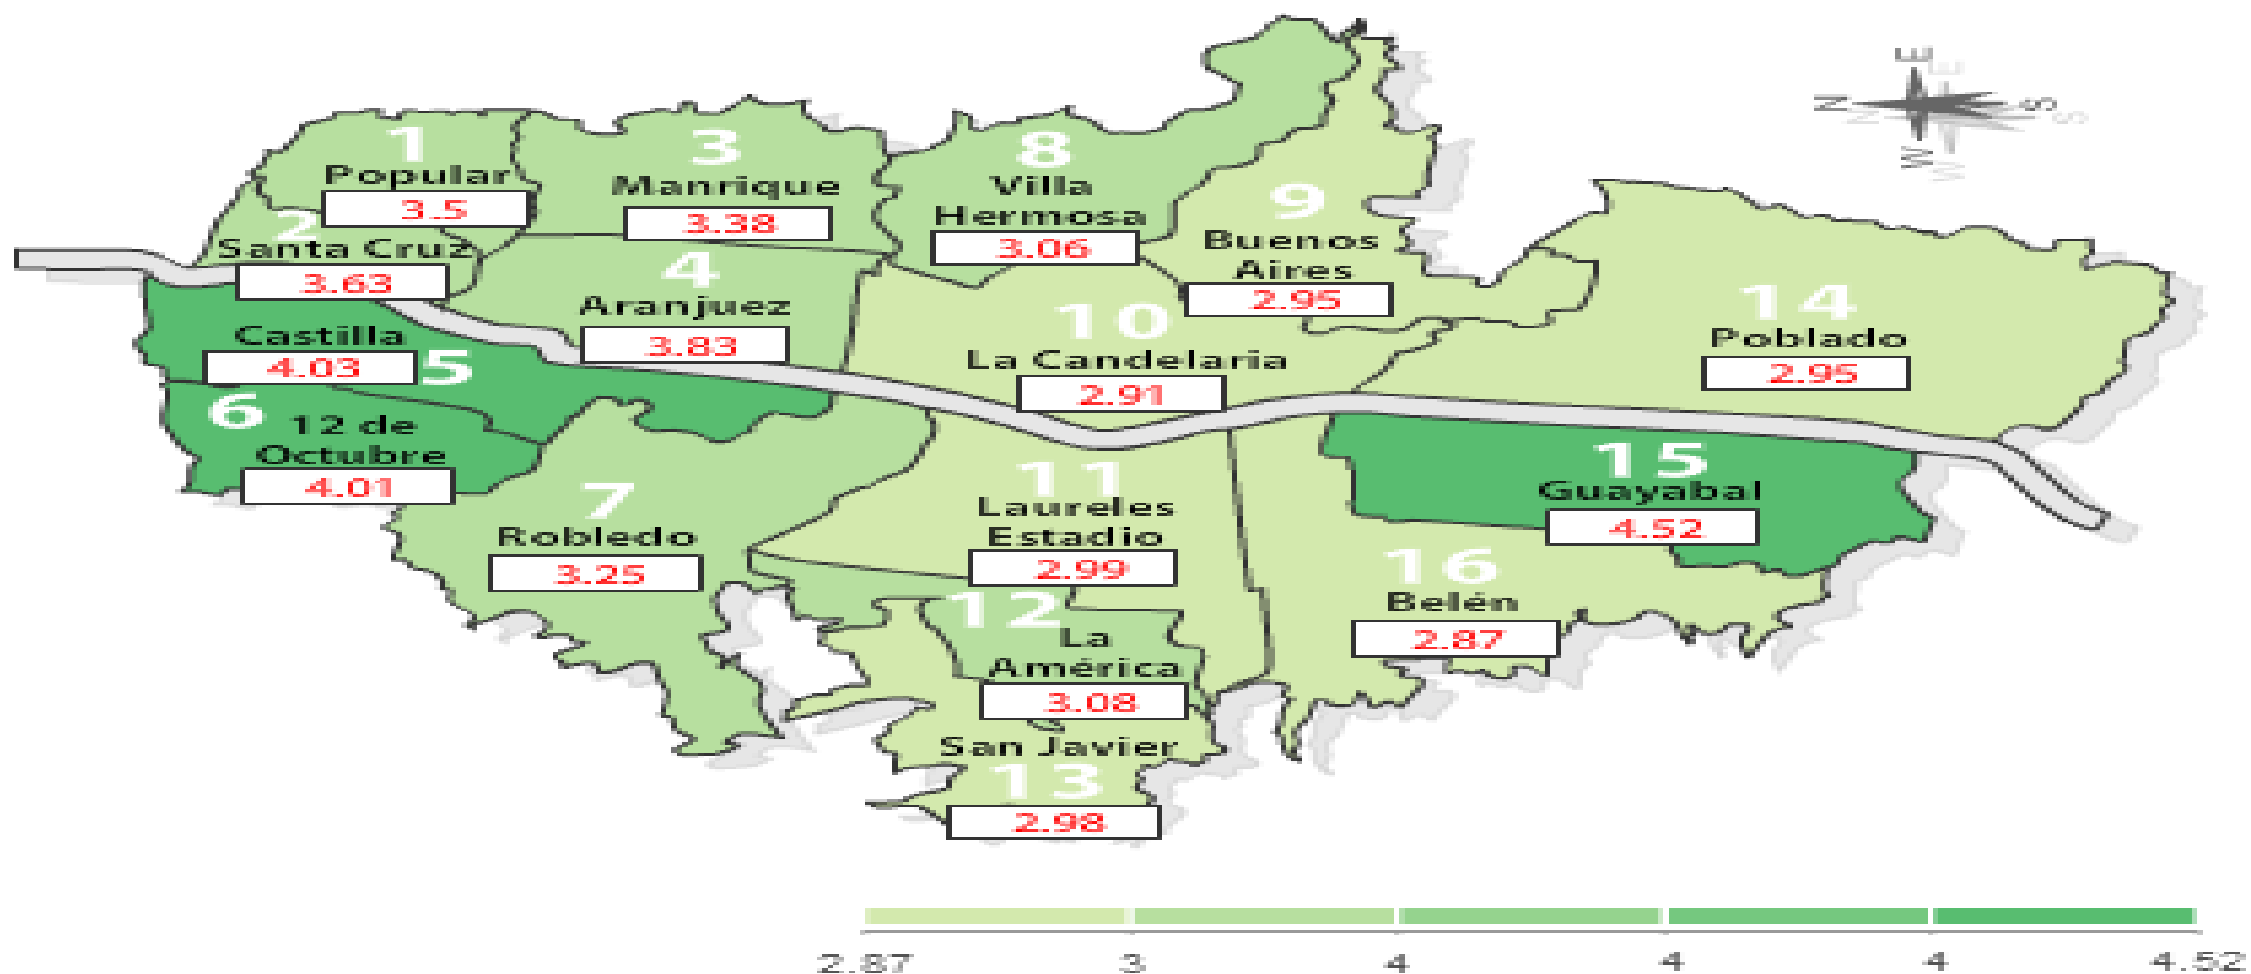 E
N S
W
1
Popular
3.5
2
Santa Cruz
3.63
3
Manrique
3.38
4
Aranjuez
3.83
8
Villa
Hermosa
3.06
9
Buenos
Aires
2.95
10
La Candelaria
2.91
14
Poblado
2.95
Castilla
4.03
5
6
12 de
Octubre
4.01
7
Robledo
3.25
11
Laureles
Estadio
2.99
12
La
América
3.08
San Javier
13
2.98
15
Guayabal
4.52
16
Belén
2.87
2.87 3 4 4 4 4.52